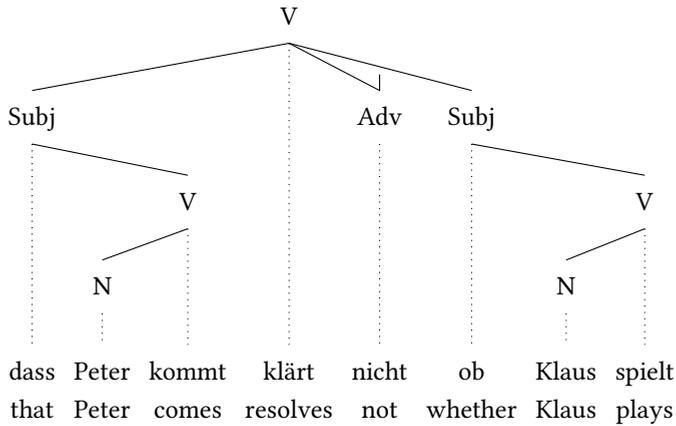 V
Subj Adv Subj
V V
N N
dass Peter kommt klärt nicht ob Klaus spielt
that Peter comes resolves not whether Klaus plays